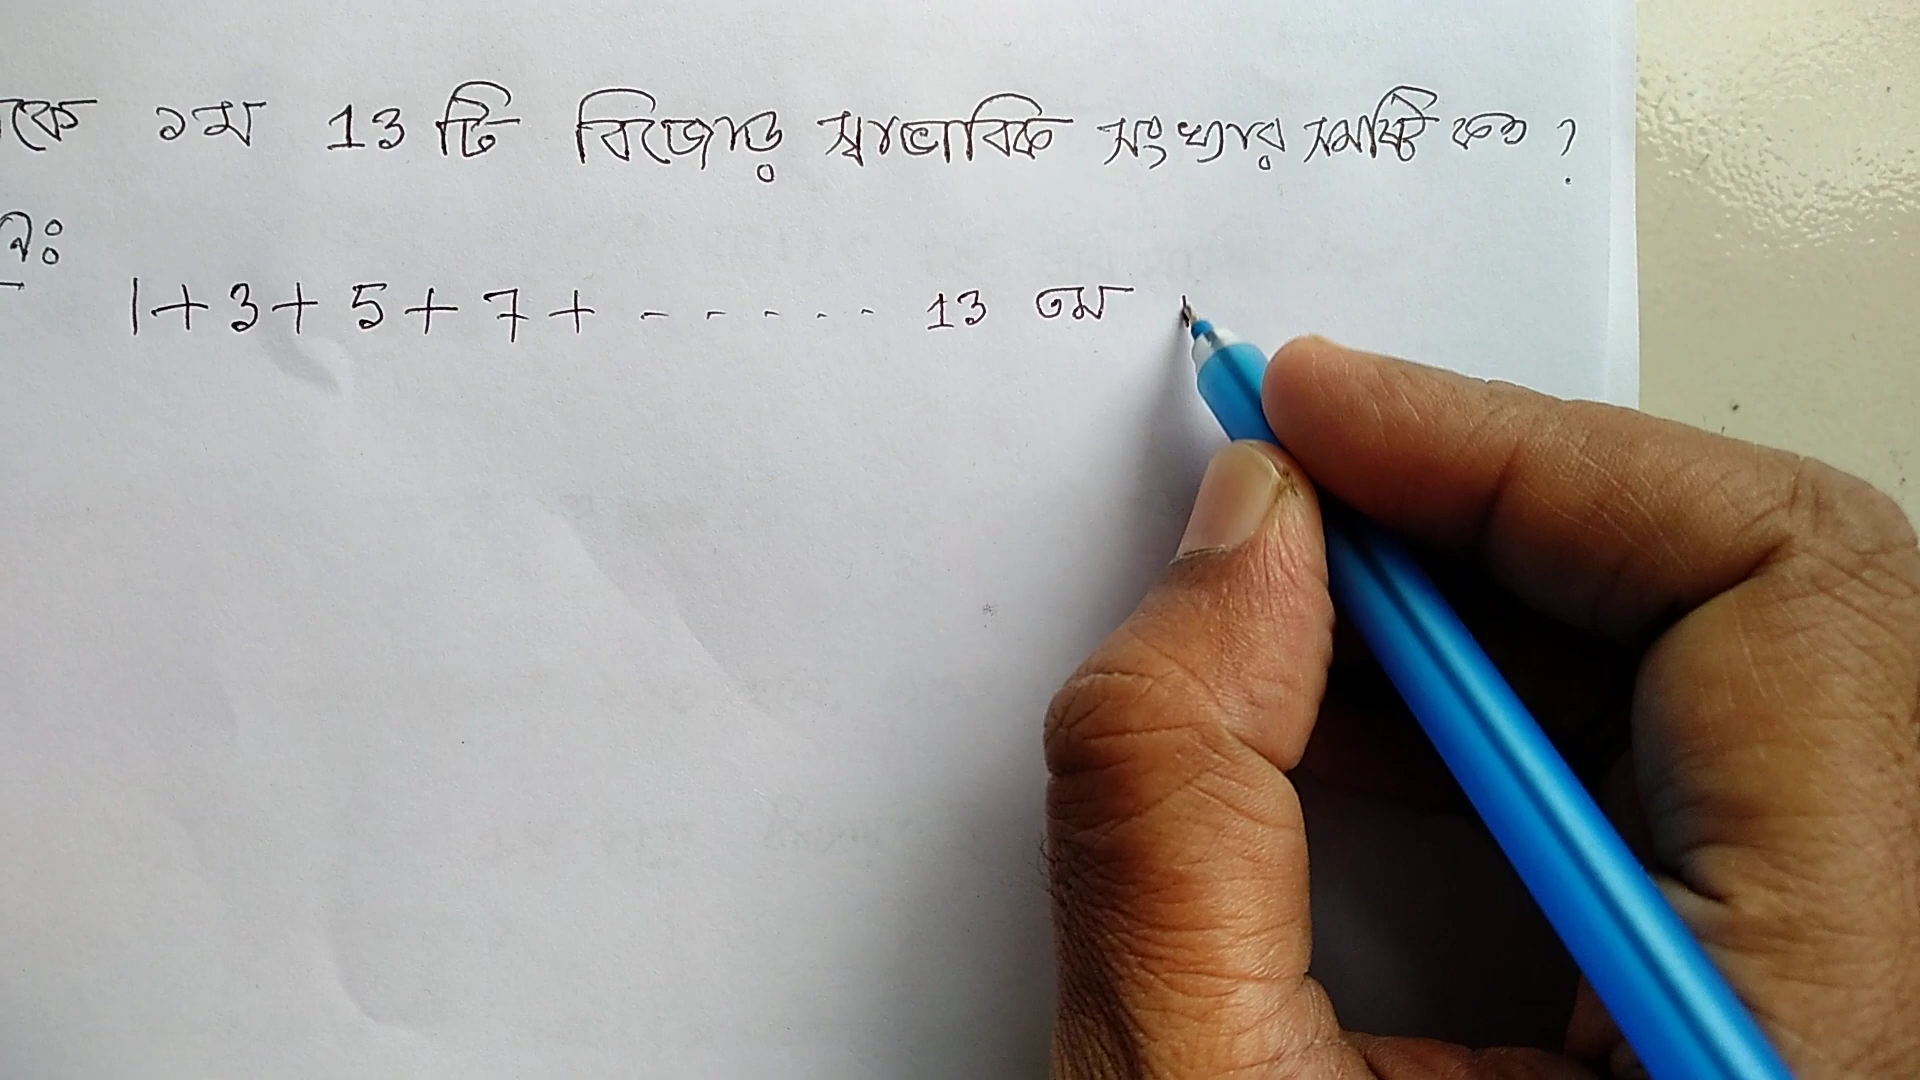 কে ১ম 13 টি বিজোড় স্বাভাবিক সংখ্যার সমষ্টি কত ?
নঃ
1+3+5+7+ - - - - - - 13 তম